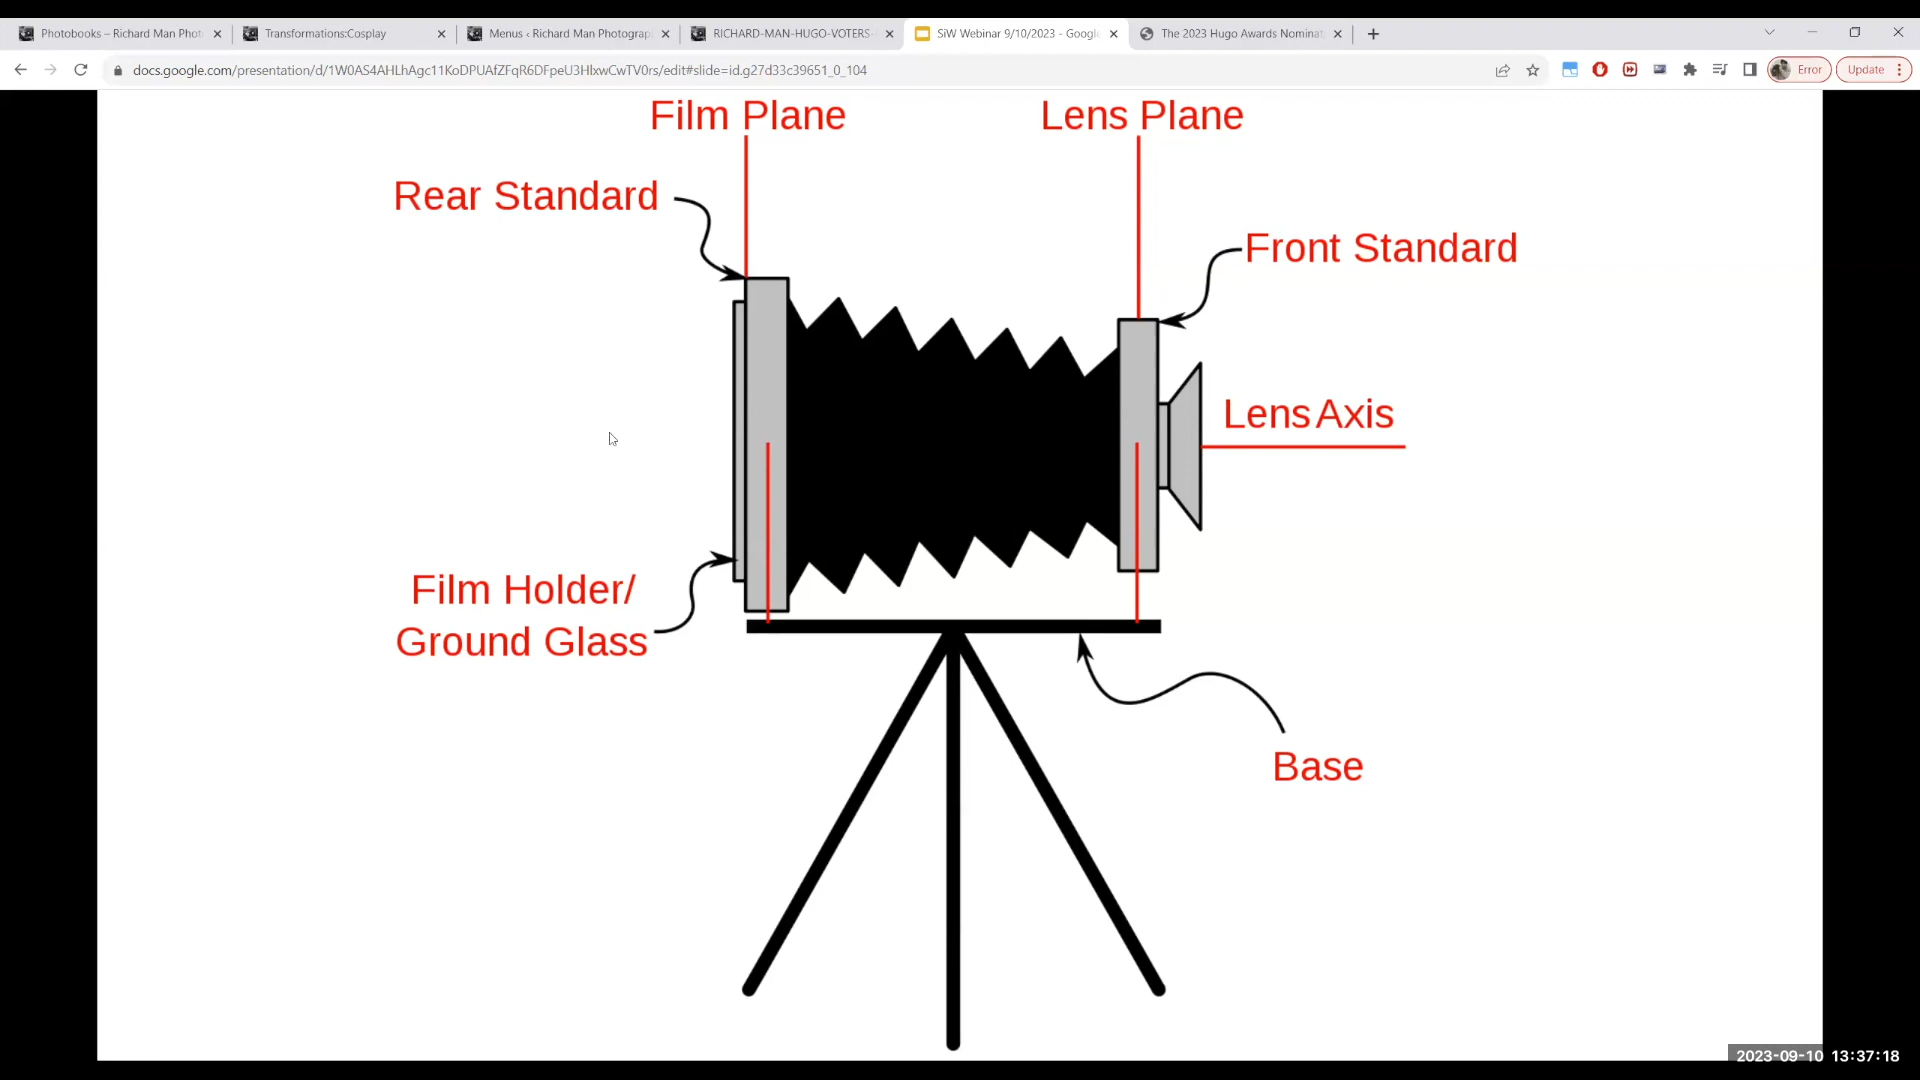 Photobooks – Richard Man Phot
Transformations:Cosplay
Menus ‹ Richard Man Photograp
RICHARD-MAN-HUGO-VOTERS-
SiW Webinar 9/10/2023 - Google
The 2023 Hugo Awards Nominat
docs.google.com/presentation/d/1W0AS4AHLhAgc11KoDPUAfZFqR6DFpeU3HlxwCwTV0rs/edit#slide=id.g27d33c39651_0_104
Error
Update
Film Plane
Lens Plane
Rear Standard
Front Standard
Lens Axis
Film Holder/
Ground Glass
Base
2023-09-10 13:37:18